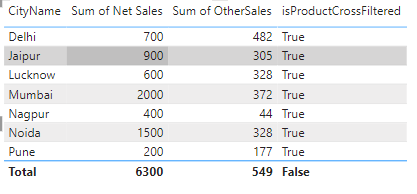 CityName Sum of Net Sales Sum of OtherSales isProductCrossFiltered
Delhi 700 482 True
Jaipur 900 305 True
Lucknow 600 328 True
Mumbai 2000 372 True
Nagpur 400 44 True
Noida 1500 328 True
Pune 200 177 True
Total 6300 549 False